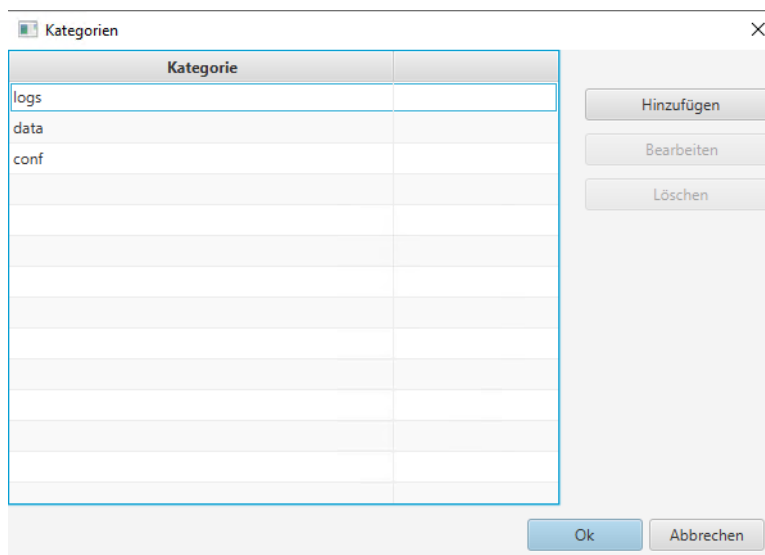 Kategorien
Kategorie
logs
data
conf
Hinzufügen
Bearbeiten
Löschen
Ok
Abbrechen